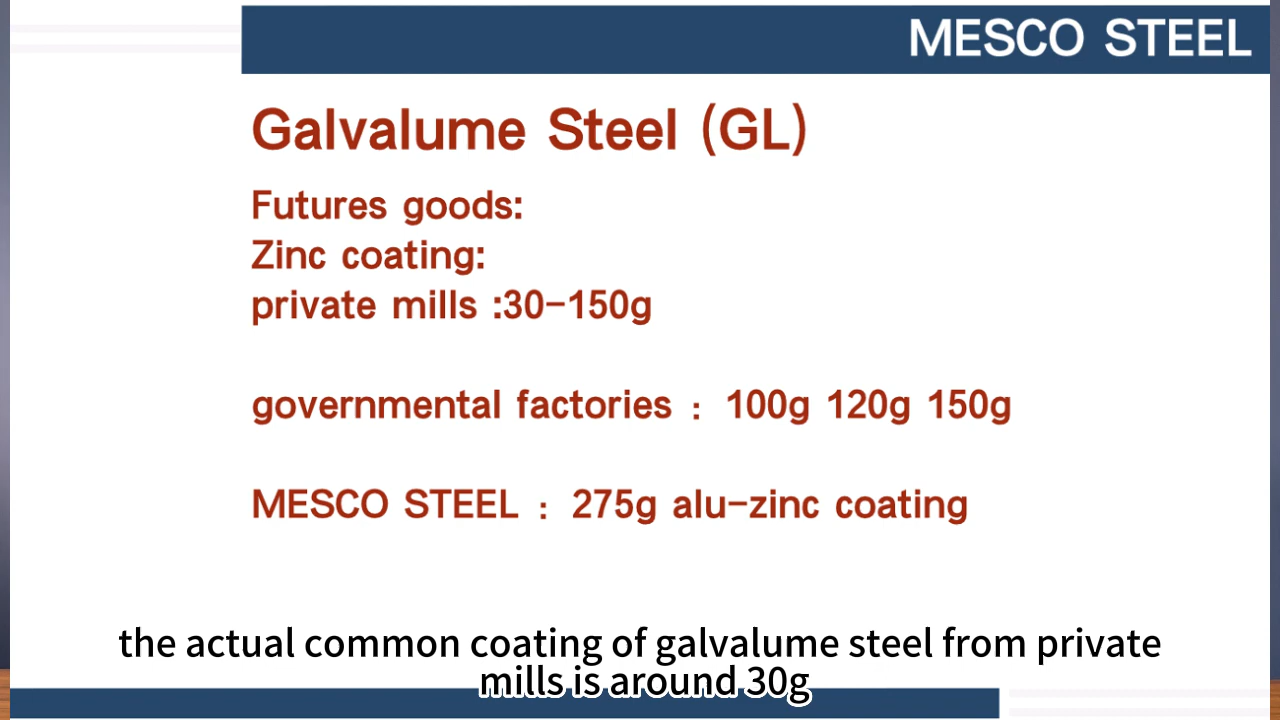 MESCO STEEL
Galvalume Steel (GL)
Futures goods:
Zinc coating:
private mills :30-150g
governmental factories : 100g 120g 150g
MESCO STEEL : 275g alu-zinc coating
the actual common coating of galvalume steel from private
mills is around 30g